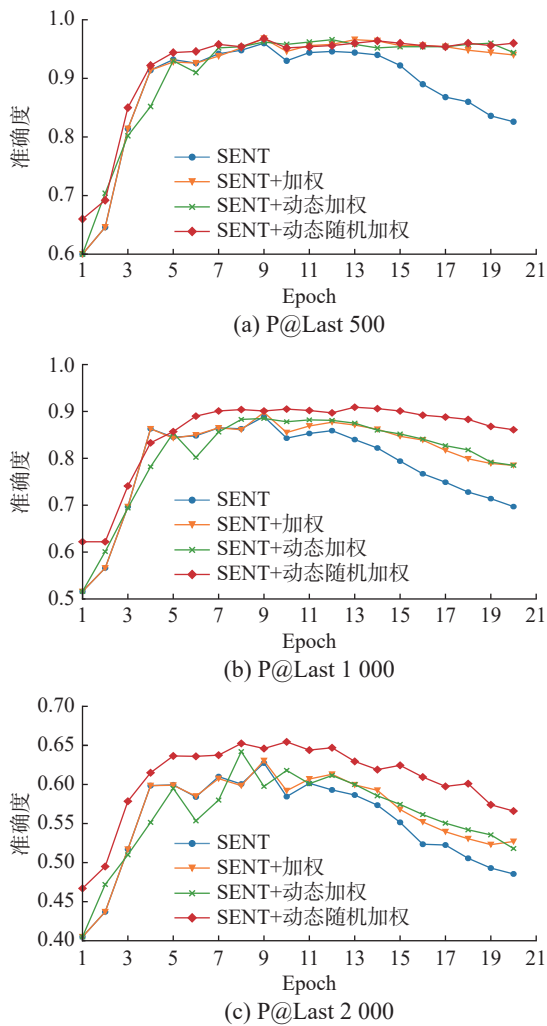 1.0
0.9
0.8
0.7
0.6
准确度
SENT
SENT+加权
SENT+动态加权
SENT+动态随机加权
1 3 5 7 9 11 13 15 17 19 21
Epoch
(a) P@Last 500
1.0
0.9
0.8
0.7
0.6
0.5
准确度
SENT
SENT+加权
SENT+动态加权
SENT+动态随机加权
1 3 5 7 9 11 13 15 17 19 21
Epoch
(b) P@Last 1 000
0.70
0.65
0.60
0.55
0.50
0.45
0.40
准确度
SENT
SENT+加权
SENT+动态加权
SENT+动态随机加权
1 3 5 7 9 11 13 15 17 19 21
Epoch
(c) P@Last 2 000